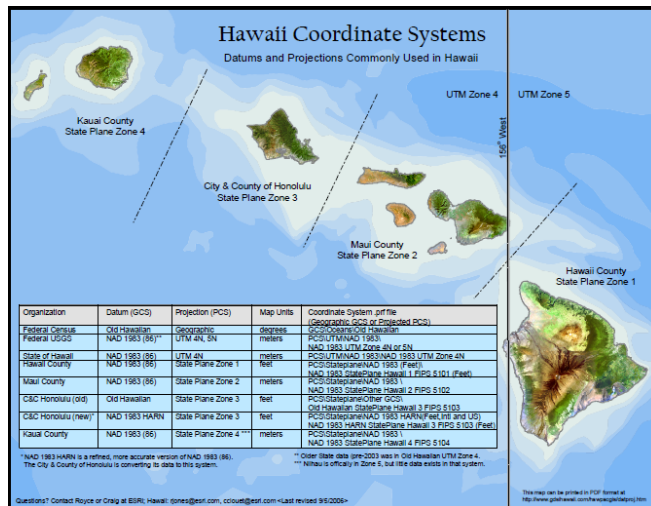 Hawaii Coordinate Systems
Datums and Projections Commonly Used in Hawaii
UTM Zone 4
UTM Zone 5
156° West
Kauai County
State Plane Zone 4
City & County of Honolulu
State Plane Zone 3
Maui County
State Plane Zone 2
Hawaii County
State Plane Zone 1
Organization Datum (GCS) Projection (PCS) Map Units Coordinate System .prf file
(Geographic GCS or Projected PCS)
Federal Census Old Hawaiian Geographic degrees GCS\Oceans\Old Hawaiian
Federal USGS NAD 1983 (86)** UTM 4N, 5N meters PCS\UTM\NAD 1983\
NAD 1983 UTM Zone 4N or 5N
State of Hawaii NAD 1983 (86) UTM 4N meters PCS\UTM\NAD 1983\NAD 1983 UTM Zone 4N
Hawaii County NAD 1983 (86) State Plane Zone 1 feet PCS\Stateplane\NAD 1983 (Feet)\
NAD 1983 StatePlane Hawaii 1 FIPS 5101 (Feet)
Maui County NAD 1983 (86) State Plane Zone 2 meters PCS\Stateplane\NAD 1983 \
NAD 1983 StatePlane Hawaii 2 FIPS 5102
C&C Honolulu (old) Old Hawaiian State Plane Zone 3 feet PCS\Stateplane\Other GCS\
Old Hawaiian StatePlane Hawaii 3 FIPS 5103
C&C Honolulu (new)* NAD 1983 HARN State Plane Zone 3 feet PCS\Stateplane\NAD 1983 HARN(Feet,Intl and US)
NAD 1983 HARN StatePlane Hawaii 3 FIPS 5103 (Feet)
Kauai County NAD 1983 (86) State Plane Zone 4 *** meters PCS\Stateplane\NAD 1983 \
NAD 1983 StatePlane Hawaii 4 FIPS 5104
* NAD 1983 HARN is a refined, more accurate version of NAD 1983 (86).
The City & County of Honolulu is converting its data to this system.
** Older State data (pre-2003 was in Old Hawaiian UTM Zone 4.
*** Niihau is offically in Zone 5, but little data exists in that system.
Questions? Contact Royce or Craig at ESRI, Hawaii: rjones@esri.com, cclouet@esri.com <Last revised 9/5/2006>
This map can be printed in PDF format at